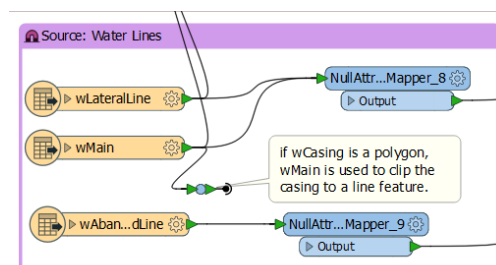 Source: Water Lines
wLateralLine
NullAttr...Mapper_8
Output
wMain
if wCasing is a polygon,
wMain is used to clip the
casing to a line feature.
wAban...dLine
NullAttr...Mapper_9
Output